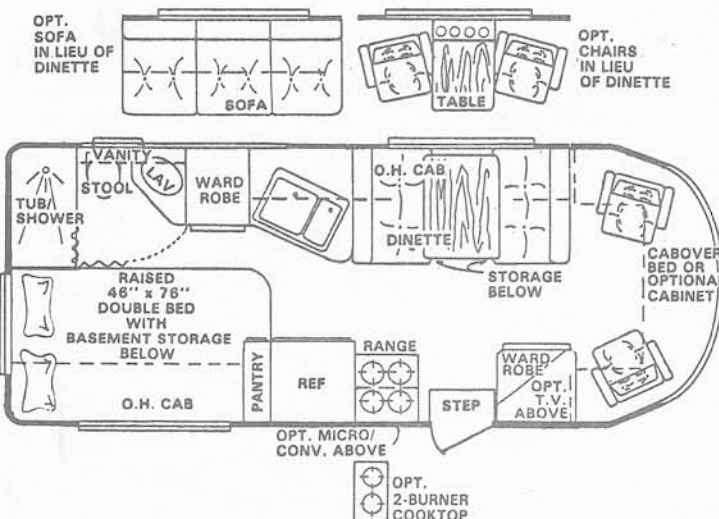 OPT.
SOFA
IN LIEU OF
DINETTE
SOFA
TABLE
OPT.
CHAIRS
IN LIEU
OF DINETTE
VANITY
STOOL
LAV
TUB/
SHOWER
WARD
ROBE
O.H. CAB
DINETTE
STORAGE
BELOW
CABOVER
BED OR
OPTIONAL
CABINET
RAISED
46" x 76"
DOUBLE BED
WITH
BASEMENT STORAGE
BELOW
O.H. CAB
PANTRY
REF
RANGE
STEP
WARD
ROBE
OPT.
T.V.
ABOVE
OPT. MICRO/
CONV. ABOVE
OPT.
2-BURNER
COOKTOP